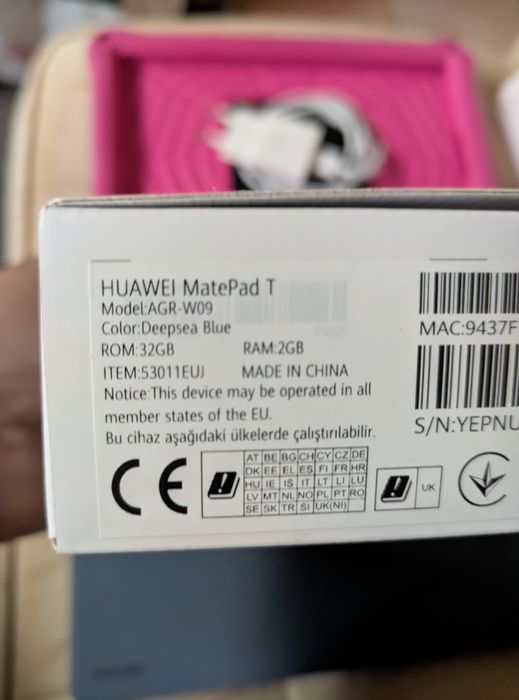 HUAWEI MatePad T
Model:AGR-W09
Color:Deepsea Blue
ROM:32GB RAM:2GB
ITEM:53011EUJ MADE IN CHINA
Notice:This device may be operated in all
member states of the EU.
Bu cihaz aşağıdaki ülkelerde çalıştırılabilir.
MAC:9437F
S/N:YEPNU
CE
AT BE BG CH CY CZ DE
DK EE EL ES FI FR HR
HU IE IS IT LT LI LU
LV MT NL NO PL PT RO
SE SK TR SI UK(NI)
UK